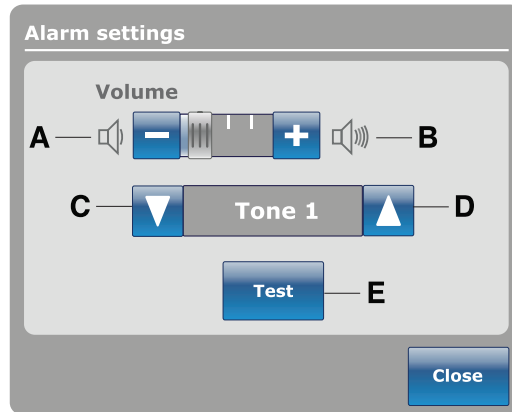 Alarm settings
Volume
A − + B
C Tone 1 D
Test E
Close